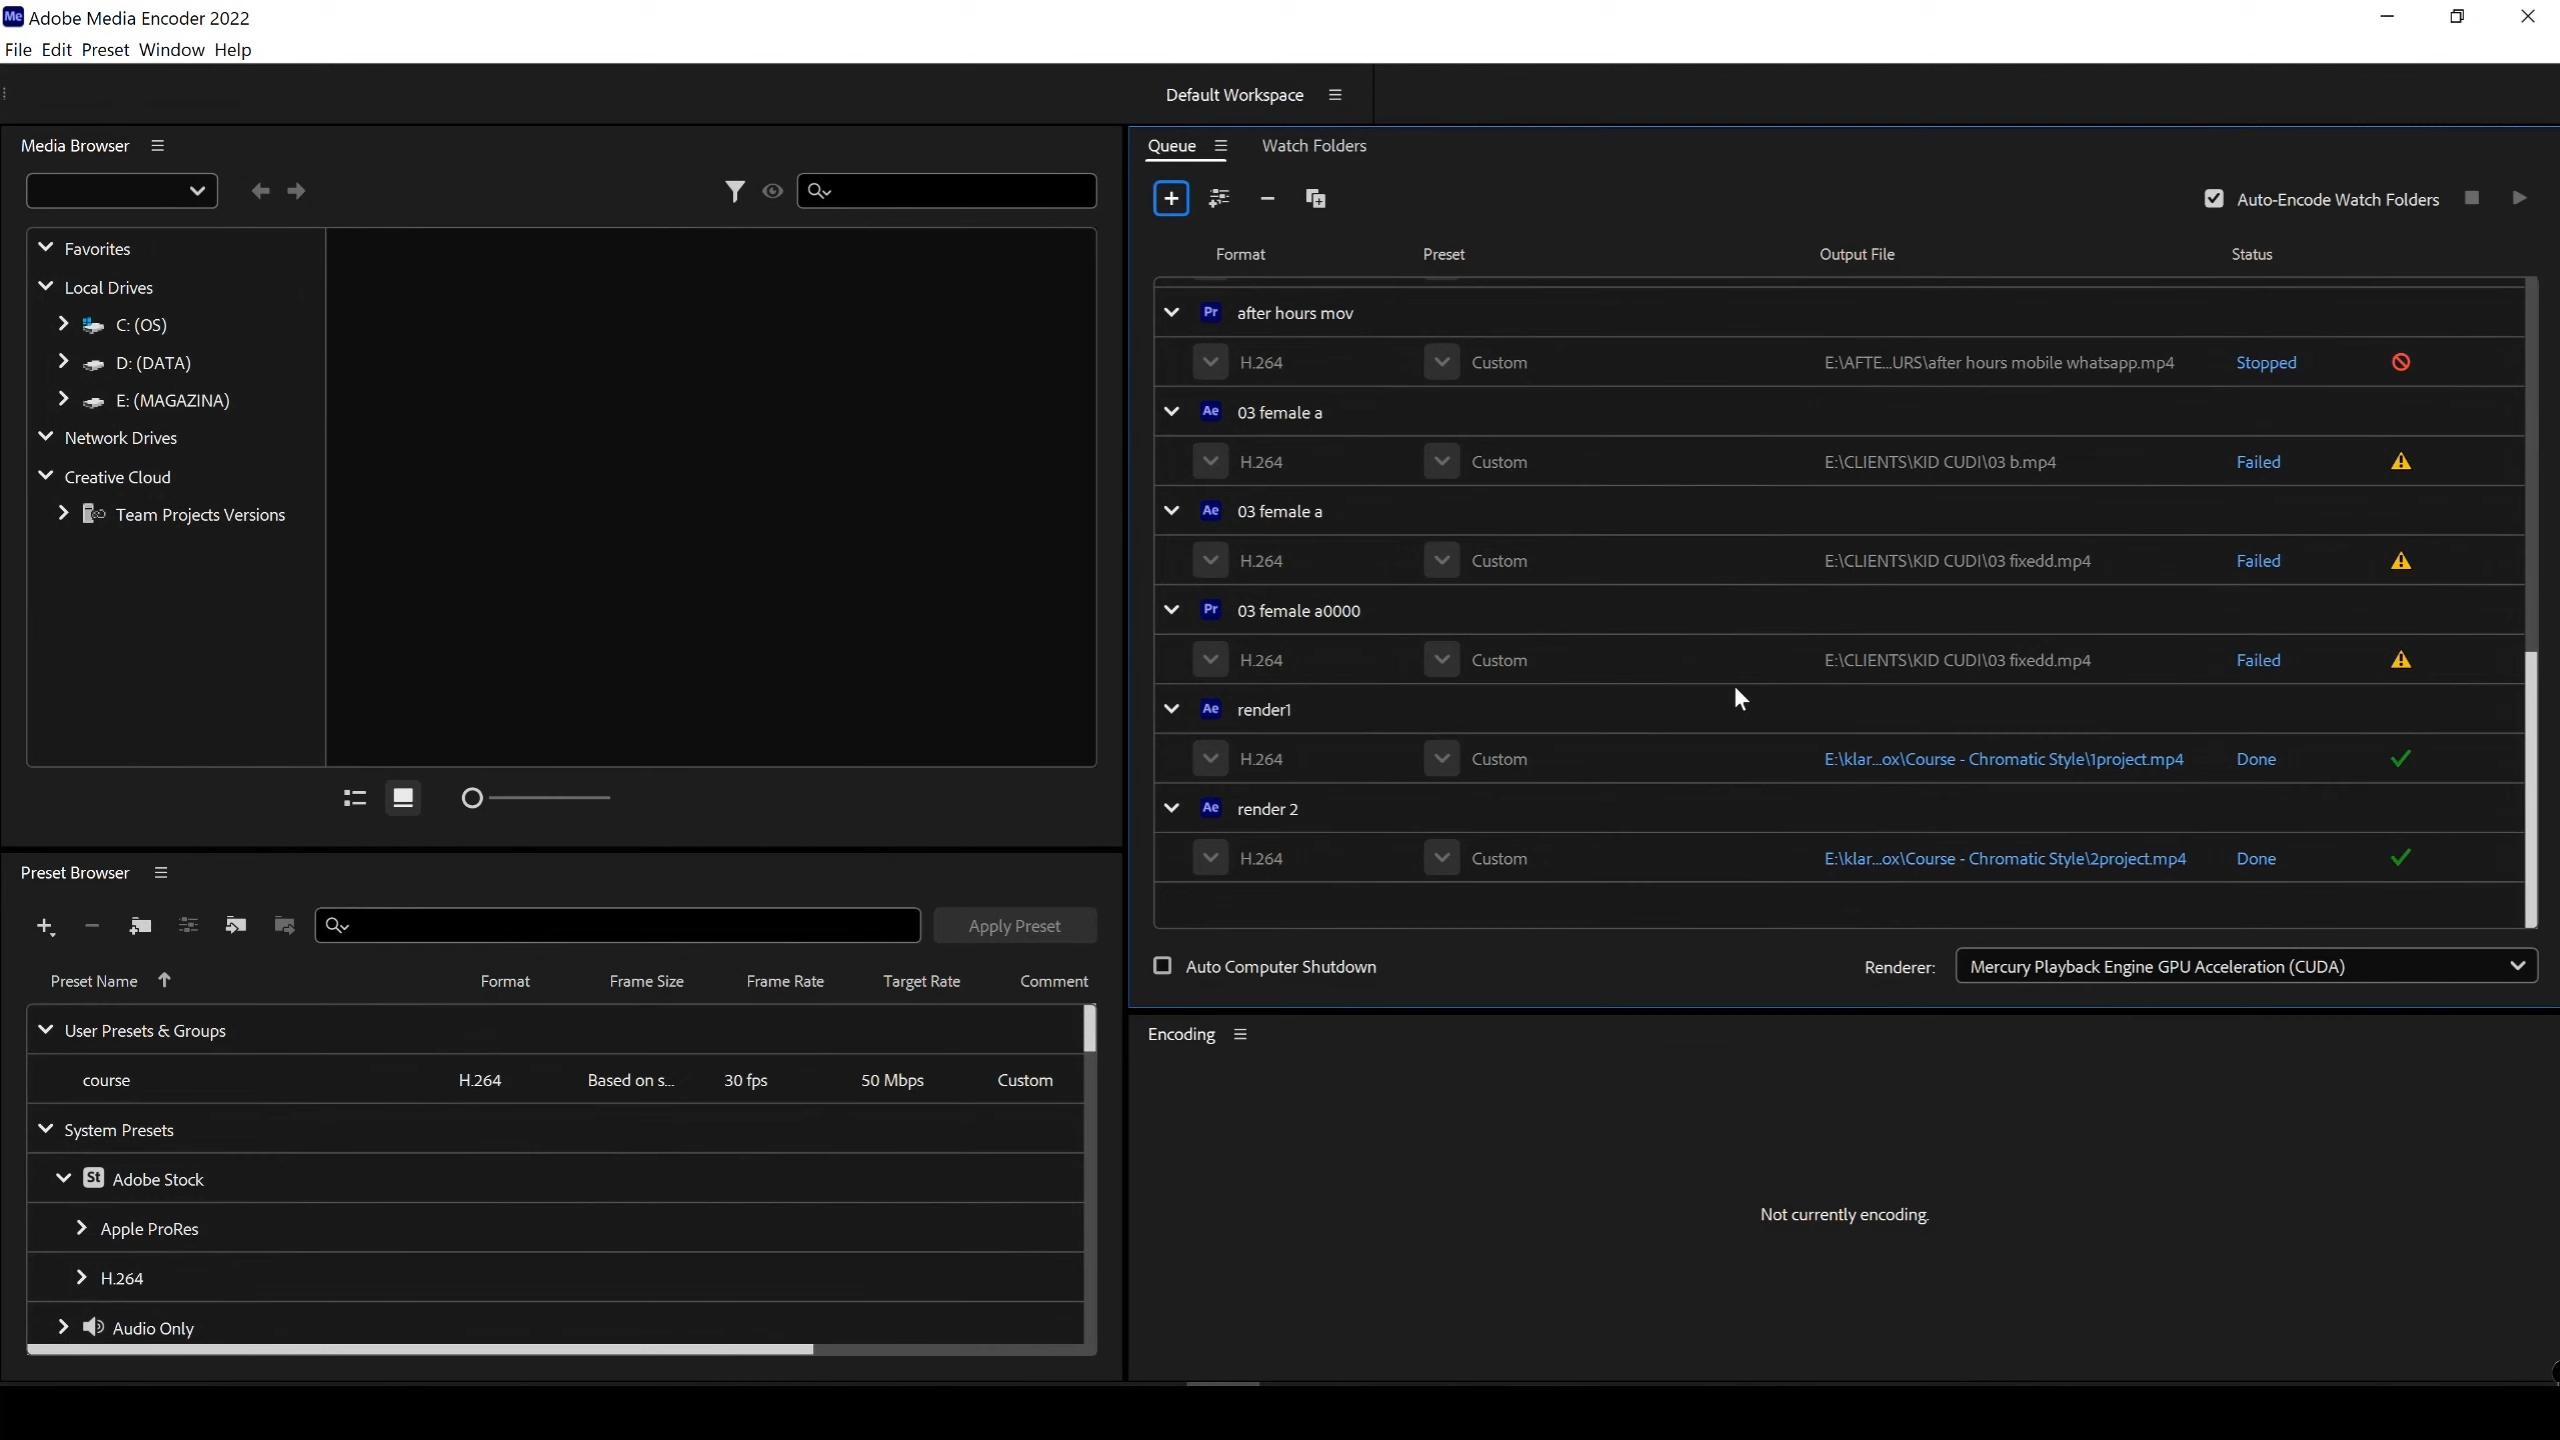 Me Adobe Media Encoder 2022
File Edit Preset Window Help
Default Workspace
Media Browser
Favorites
Local Drives
C: (OS)
D: (DATA)
E: (MAGAZINA)
Network Drives
Creative Cloud
Team Projects Versions
Preset Browser
Apply Preset
Preset Name Format Frame Size Frame Rate Target Rate Comment
User Presets & Groups
course H.264 Based on s... 30 fps 50 Mbps Custom
System Presets
St Adobe Stock
Apple ProRes
H.264
Audio Only
Queue Watch Folders
Auto-Encode Watch Folders
Format Preset Output File Status
Pr after hours mov
H.264 Custom E:\AFTE...URS\after hours mobile whatsapp.mp4 Stopped
Ae 03 female a
H.264 Custom E:\CLIENTS\KID CUDI\03 b.mp4 Failed
Ae 03 female a
H.264 Custom E:\CLIENTS\KID CUDI\03 fixedd.mp4 Failed
Pr 03 female a0000
H.264 Custom E:\CLIENTS\KID CUDI\03 fixedd.mp4 Failed
Ae render1
H.264 Custom E:\klar...ox\Course - Chromatic Style\1project.mp4 Done
Ae render 2
H.264 Custom E:\klar...ox\Course - Chromatic Style\2project.mp4 Done
Auto Computer Shutdown Renderer: Mercury Playback Engine GPU Acceleration (CUDA)
Encoding
Not currently encoding.